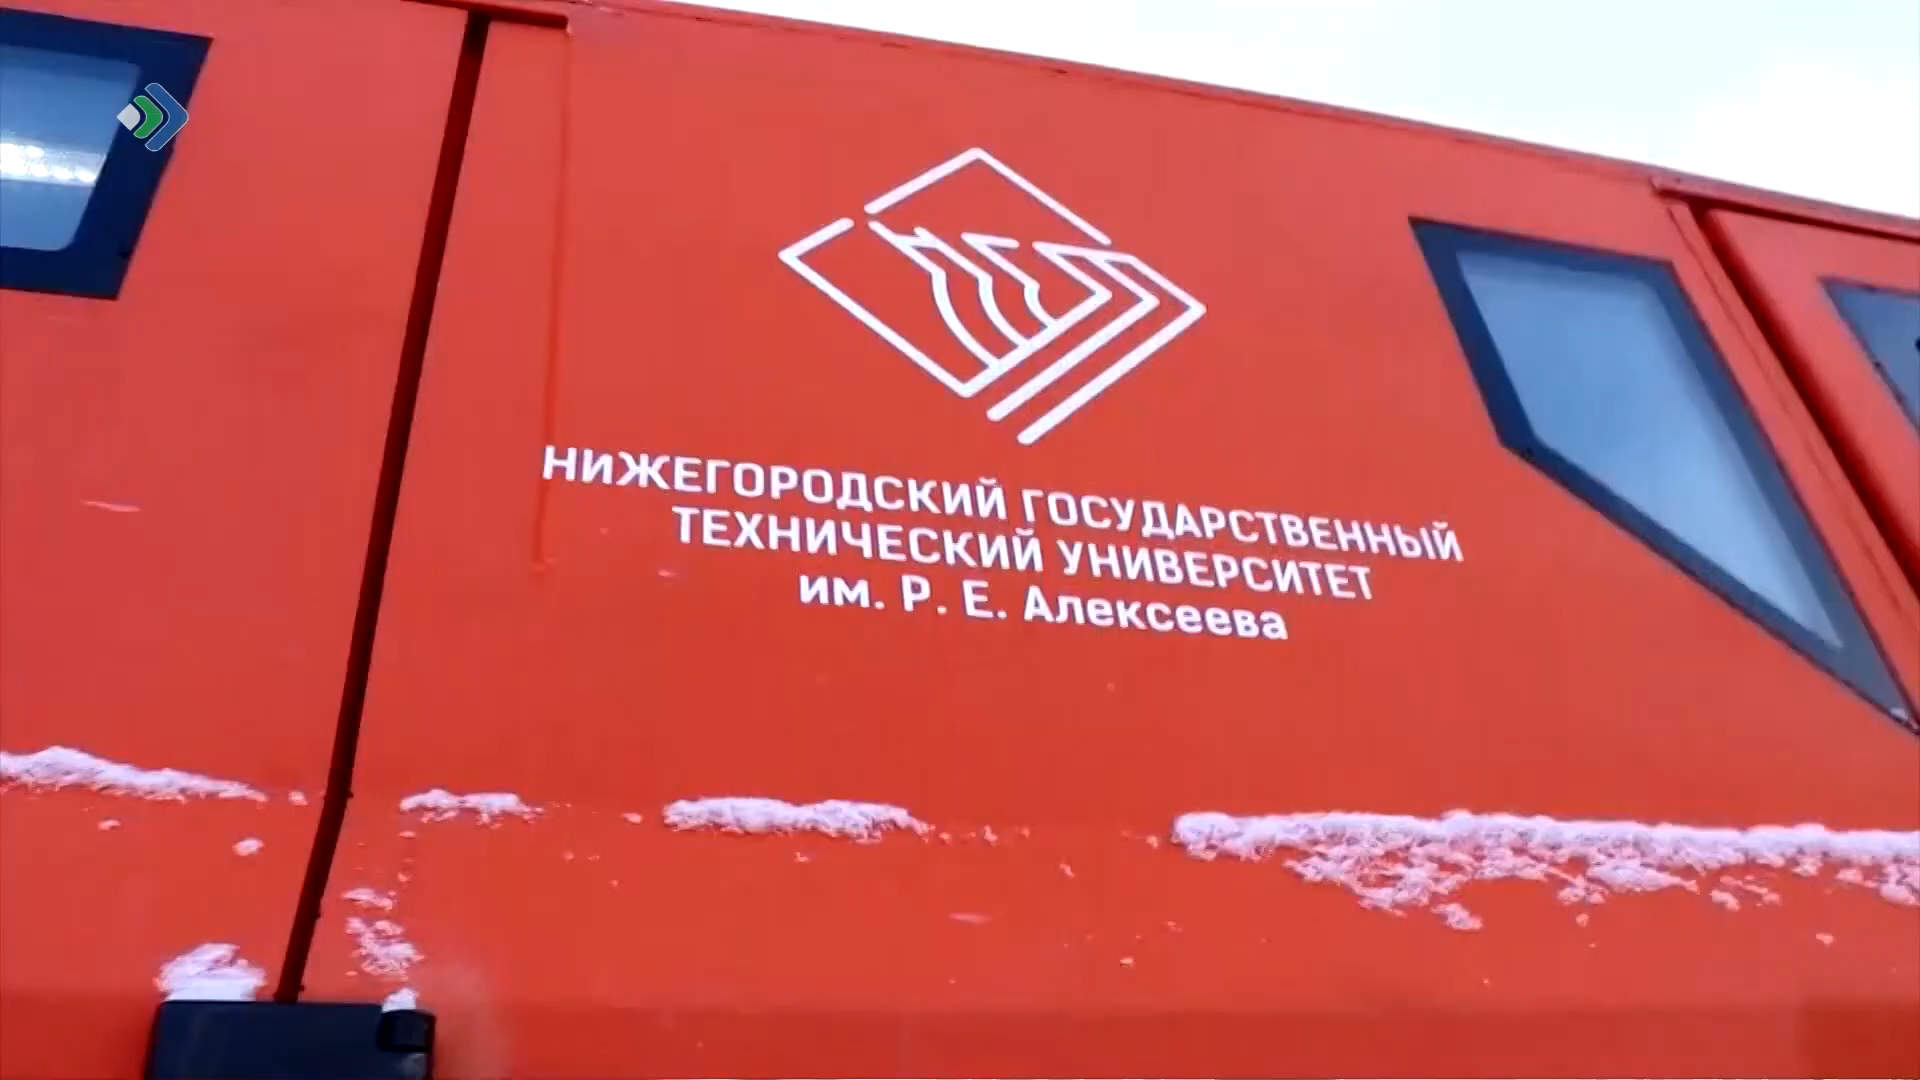 НИЖЕГОРОДСКИЙ ГОСУДАРСТВЕННЫЙ
ТЕХНИЧЕСКИЙ УНИВЕРСИТЕТ
им. Р. Е. Алексеева